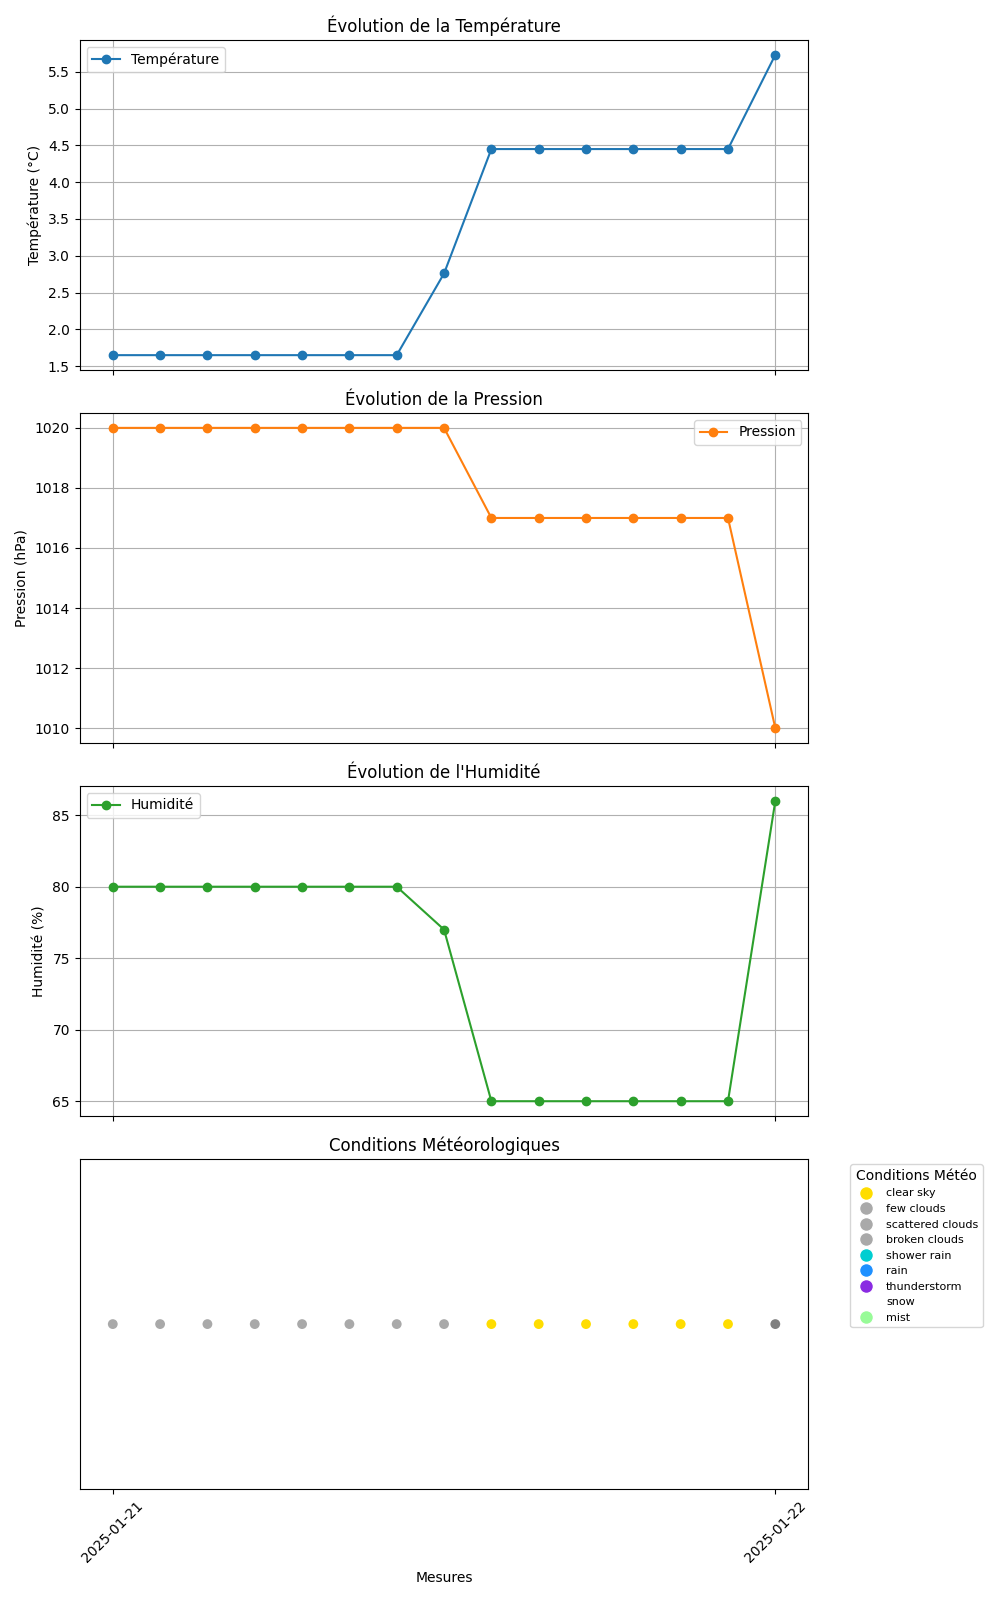 Évolution de la Température
Température
Température (°C)
5.5
5.0
4.5
4.0
3.5
3.0
2.5
2.0
1.5
Évolution de la Pression
Pression
Pression (hPa)
1020
1018
1016
1014
1012
1010
Évolution de l'Humidité
Humidité
Humidité (%)
85
80
75
70
65
Conditions Météorologiques
Conditions Météo
clear sky
few clouds
scattered clouds
broken clouds
shower rain
rain
thunderstorm
snow
mist
2025-01-21
2025-01-22
Mesures